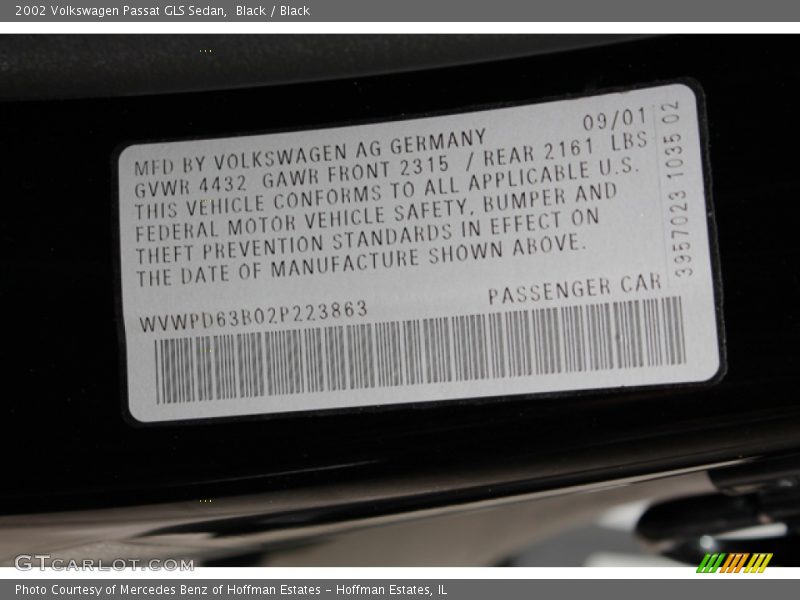 2002 Volkswagen Passat GLS Sedan,  Black / Black
MFD BY VOLKSWAGEN AG GERMANY 09/01
GVWR 4432 GAWR FRONT 2315 / REAR 2161 LBS
THIS VEHICLE CONFORMS TO ALL APPLICABLE U.S.
FEDERAL MOTOR VEHICLE SAFETY, BUMPER AND
THEFT PREVENTION STANDARDS IN EFFECT ON
THE DATE OF MANUFACTURE SHOWN ABOVE.
WVWPD63B02P223863 PASSENGER CAR
3957023 1035 02
GTCARLOT.COM
Photo Courtesy of Mercedes Benz of Hoffman Estates - Hoffman Estates, IL